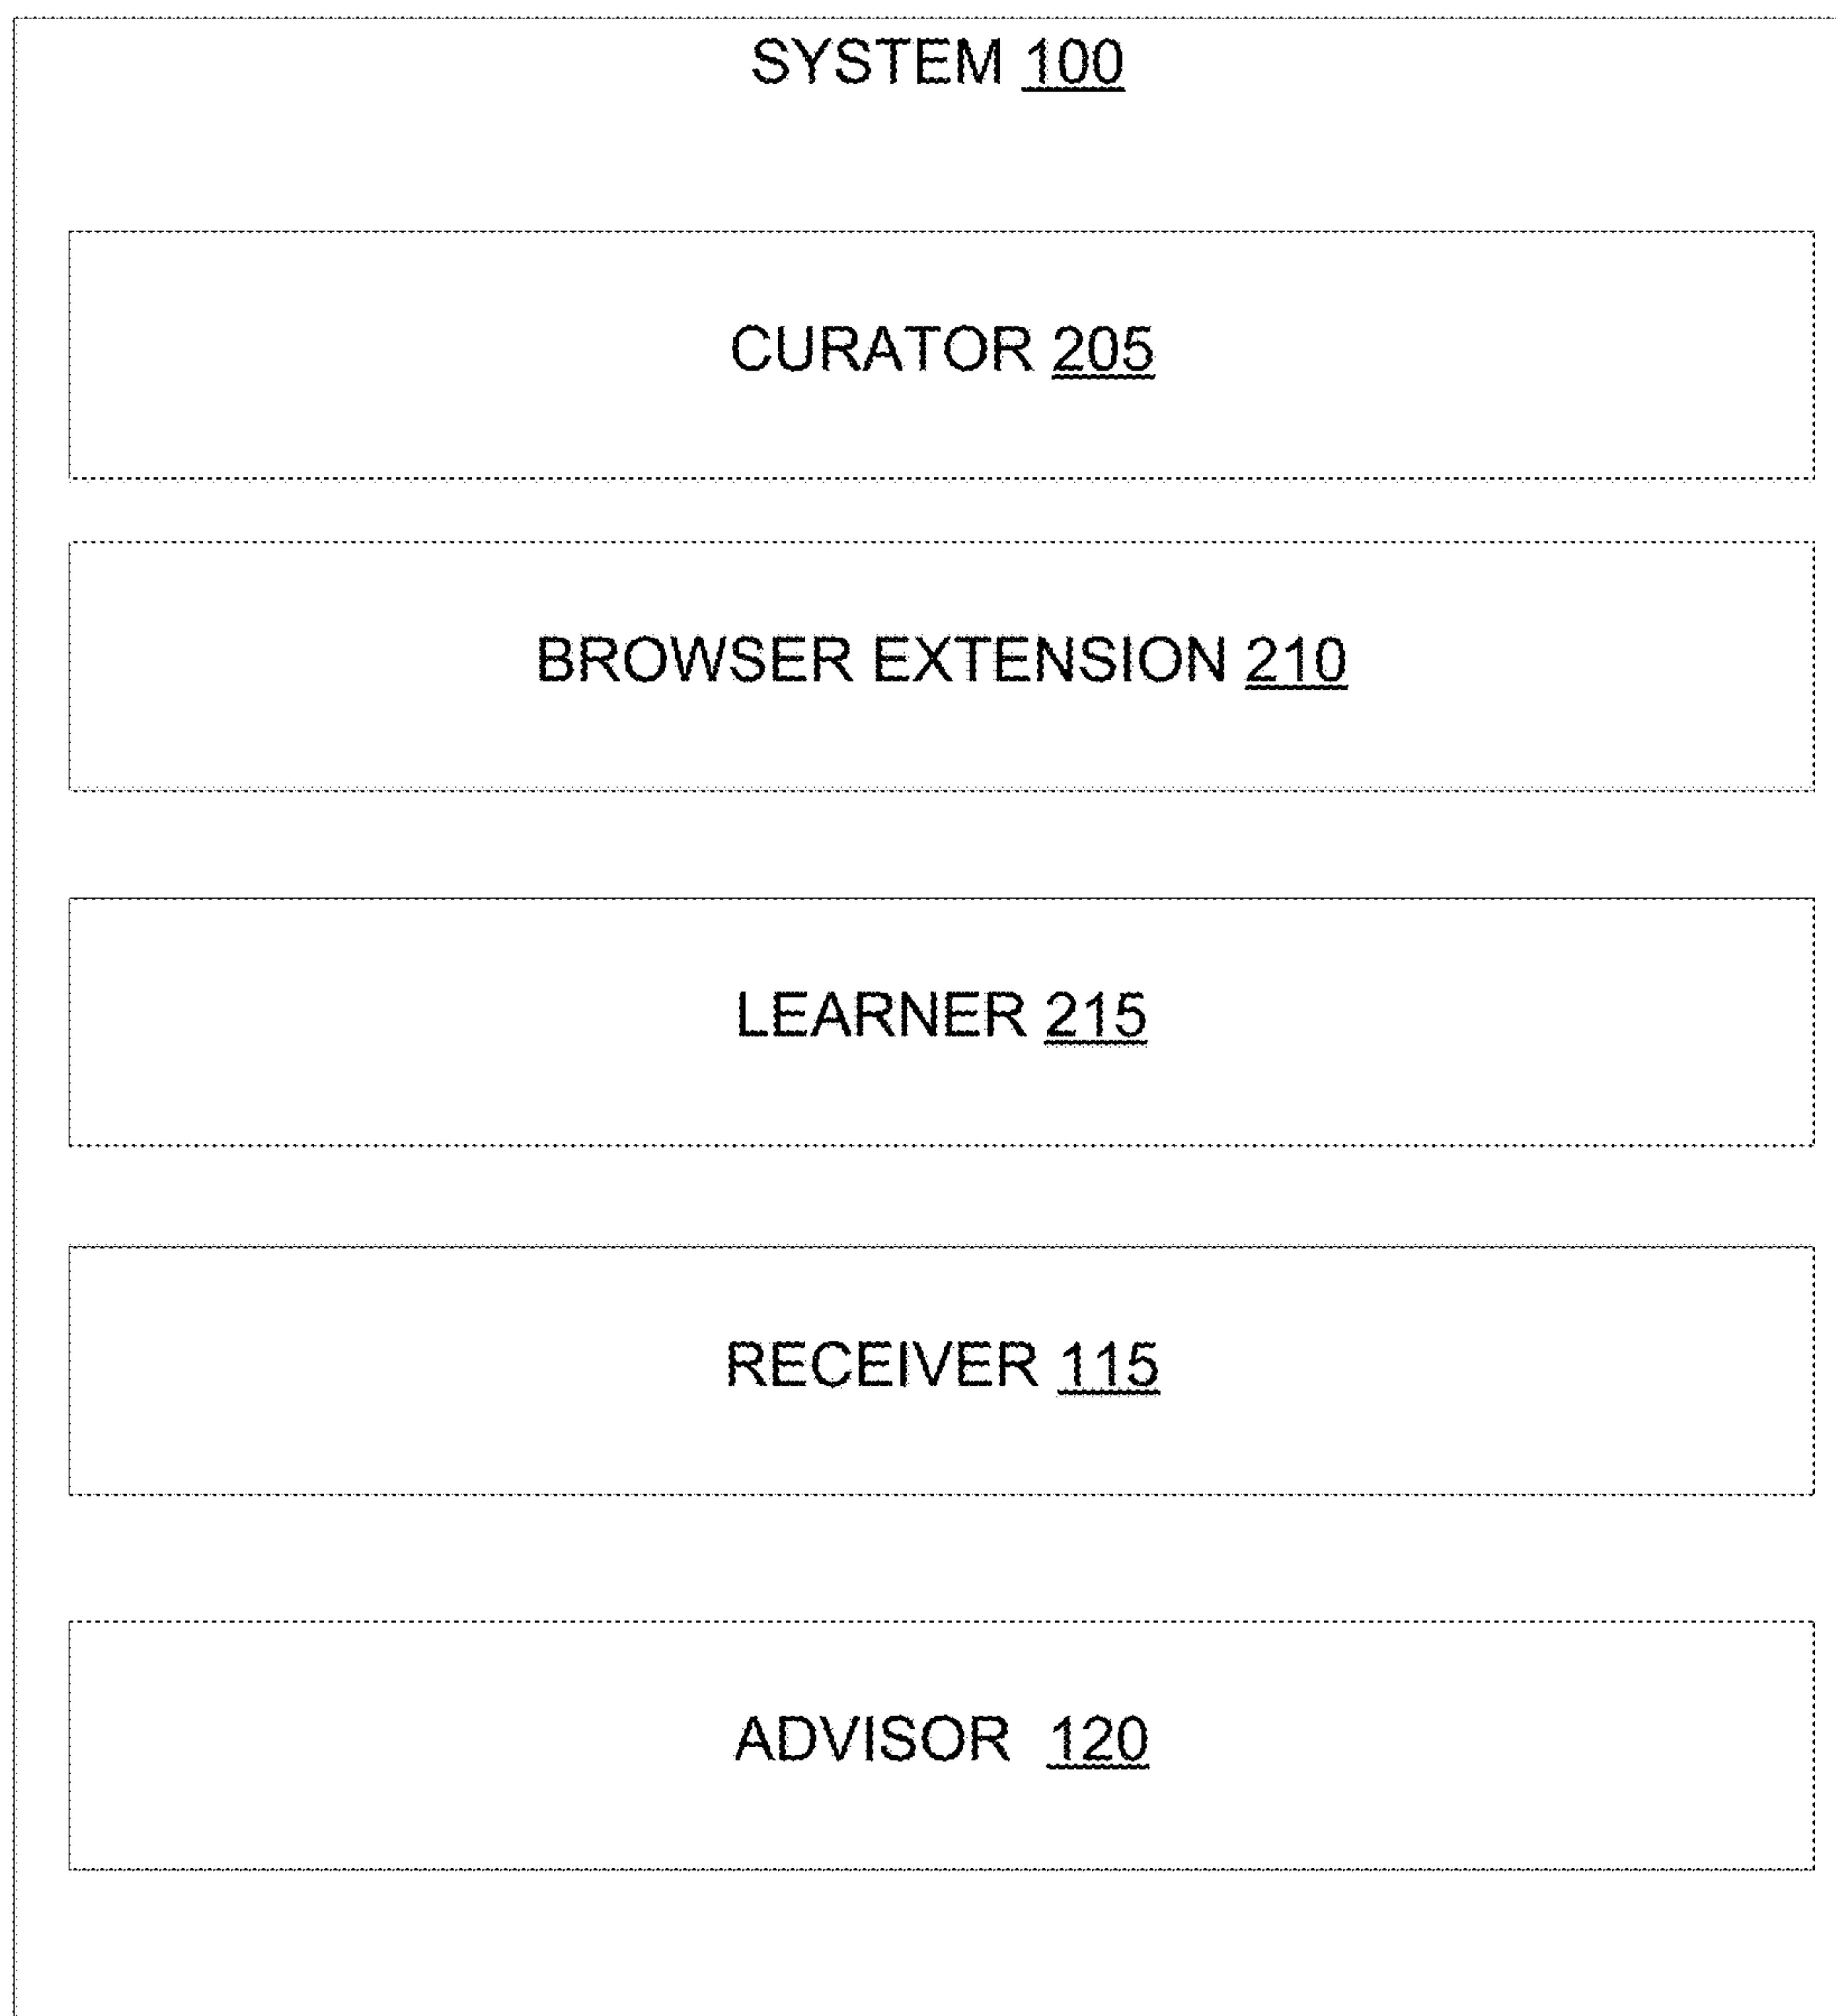 SYSTEM 100
CURATOR 205
BROWSER EXTENSION 210
LEARNER 215
RECEIVER 115
ADVISOR 120